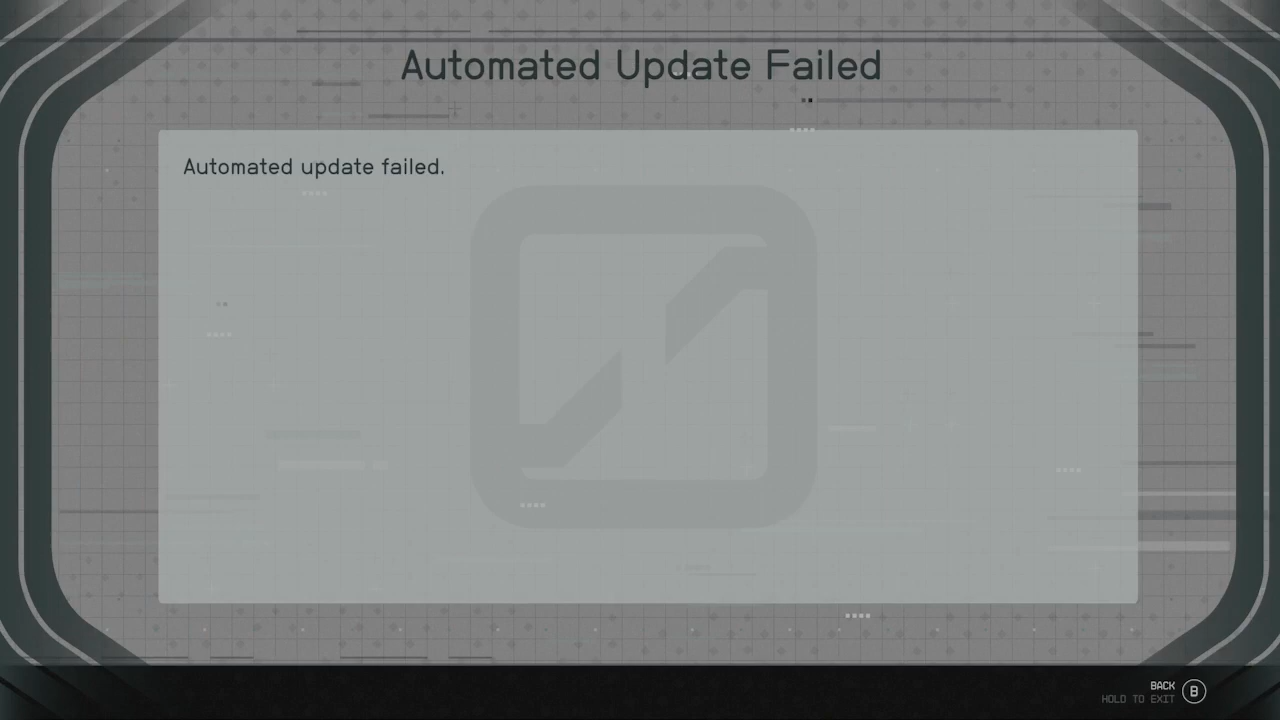 Automated Update Failed
Automated update failed.
BACK
HOLD TO EXIT
B